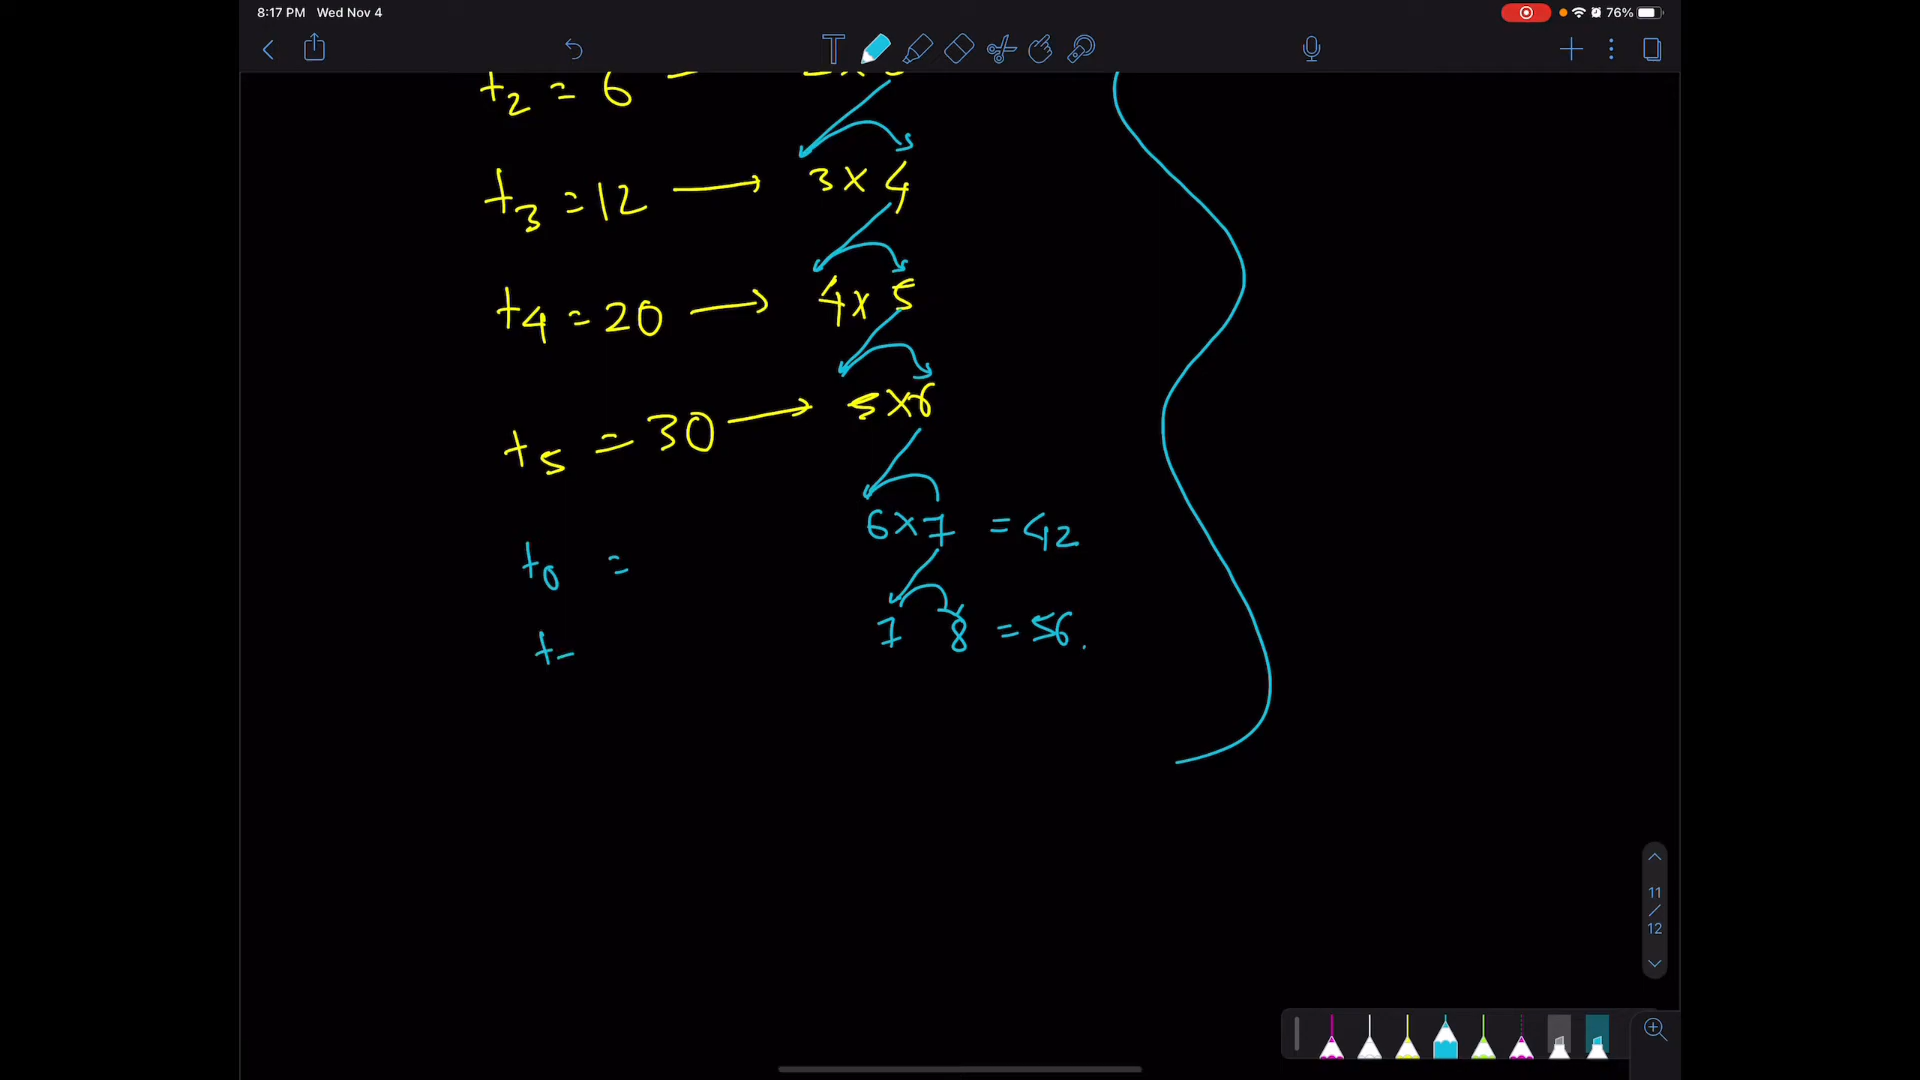 8:17 PM Wed Nov 4
76%
T
t2 = 6
t3 = 12 → 3 x 4
t4 = 20 → 4 x 5
t5 = 30 → 5 x 6
t6 = 6 x 7 = 42
t 7 8 = 56.
11
/
12